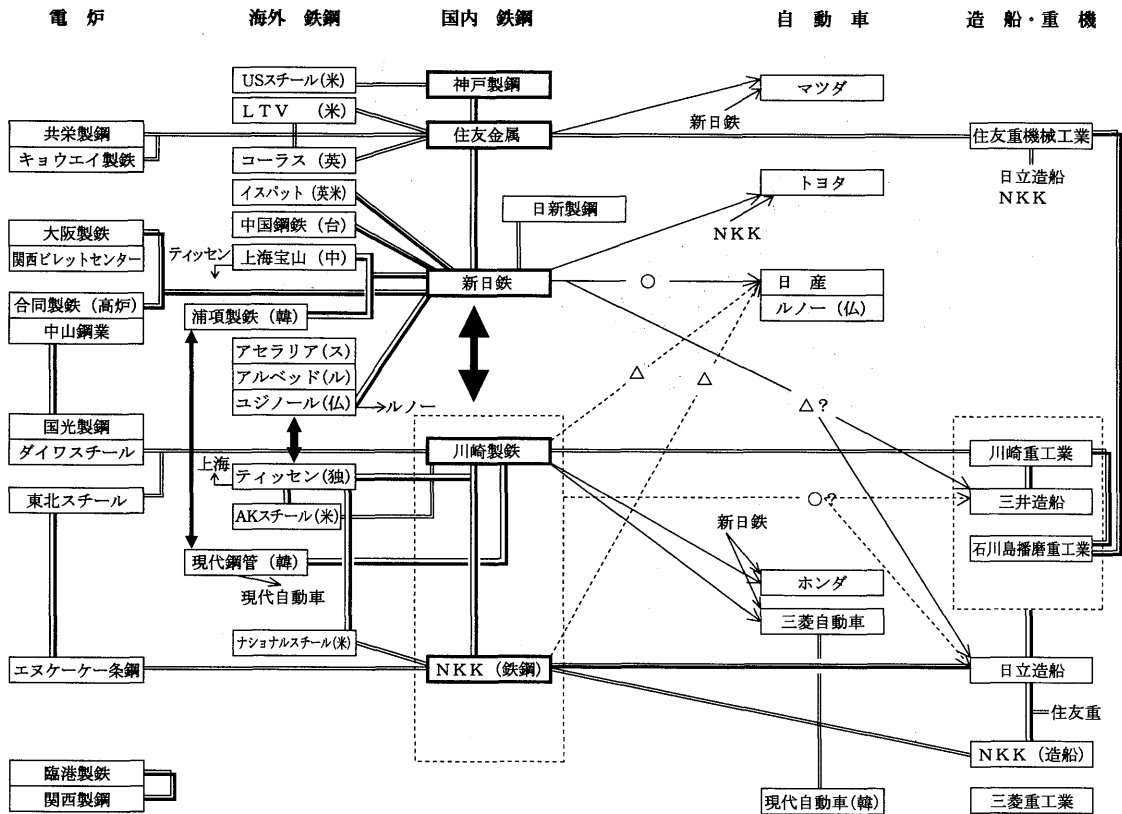 電炉 海外 鉄鋼 国内 鉄鋼 自動車 造船・重機
USスチール(米) 神戸製鋼 マツダ
LTV (米) 新日鉄
共栄製鋼 住友金属 住友重機械工業
キョウエイ製鉄 コーラス(英) 日立造船
NKK
イスパット(英米) トヨタ
日新製鋼
中国鋼鉄(台) NKK
大阪製鉄
関西ビレットセンター ティッセン 上海宝山(中)
新日鉄 ○ 日産
合同製鉄(高炉) ルノー(仏)
中山鋼業 浦項製鉄(韓)
アセラリア(ス)
アルベッド(ル) △ △
ユジノール(仏) ルノー △?
国光製鋼
ダイワスチール 川崎製鉄 川崎重工業
上海 ティッセン(独)
東北スチール ○? 三井造船
AKスチール(米)
新日鉄
石川島播磨重工業
現代鋼管(韓) ホンダ
現代自動車
三菱自動車
ナショナルスチール(米)
エヌケーケー条鋼 NKK(鉄鋼) 日立造船
住友重
NKK(造船)
臨港製鉄
関西製鋼 現代自動車(韓) 三菱重工業